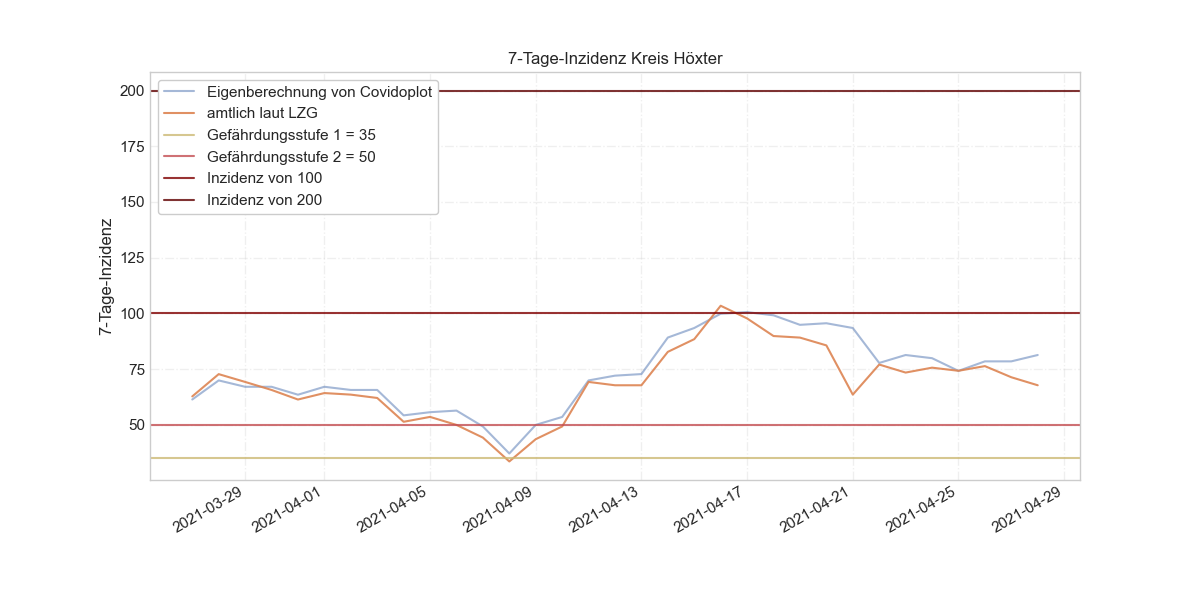 7-Tage-Inzidenz Kreis Höxter
Eigenberechnung von Covidoplot
amtlich laut LZG
Gefährdungsstufe 1 = 35
Gefährdungsstufe 2 = 50
Inzidenz von 100
Inzidenz von 200
7-Tage-Inzidenz
200
175
150
125
100
75
50
2021-03-29
2021-04-01
2021-04-05
2021-04-09
2021-04-13
2021-04-17
2021-04-21
2021-04-25
2021-04-29